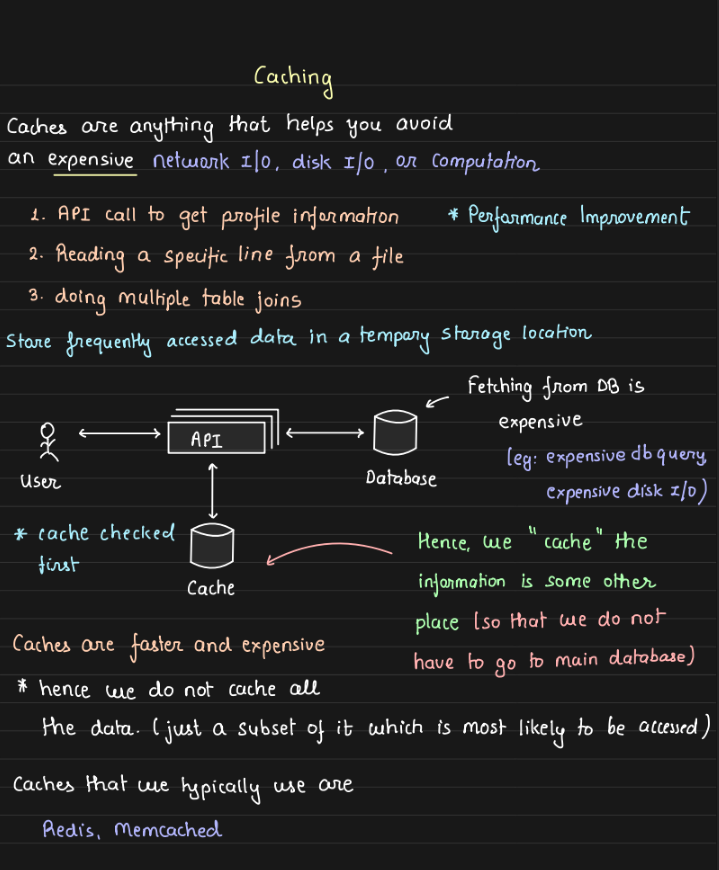 Caching
Caches are anything that helps you avoid
an expensive network I/O, disk I/O, or computation
1. API call to get profile information
* Performance Improvement
2. Reading a specific line from a file
3. doing multiple table joins
Store frequently accessed data in a tempary storage location
Fetching from DB is
expensive
(eg: expensive db query,
expensive disk I/O)
User
API
Database
* cache checked
first
Cache
Hence, we "cache" the
information is some other
place (so that we do not
have to go to main database)
Caches are faster and expensive
* hence we do not cache all
the data. (just a subset of it which is most likely to be accessed)
Caches that we typically use are
Redis, Memcached